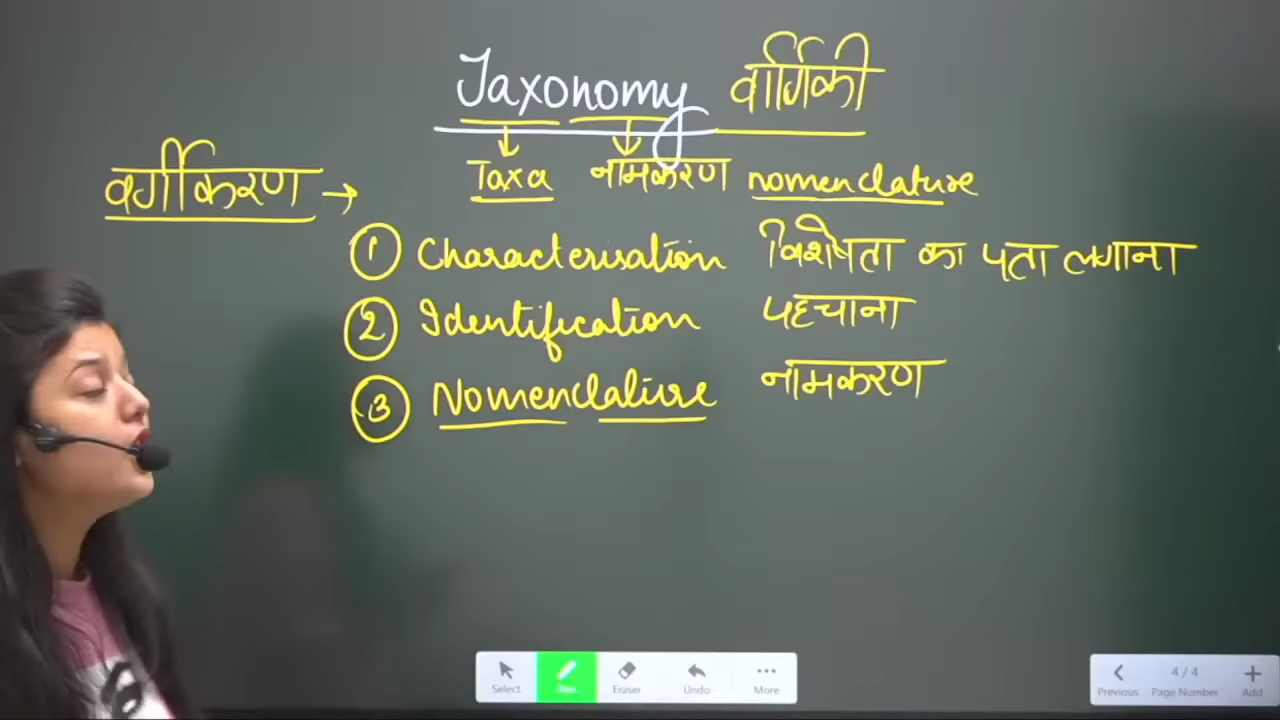 Taxonomy वर्गिकी
Taxa नामकरण nomenclature
वर्गीकरण →
① Characterisation विशेषता का पता लगाना
② Identification पहचाना
③ Nomenclature नामकरण
Select Pen Eraser Undo More
4/4
Previous Page Number Add